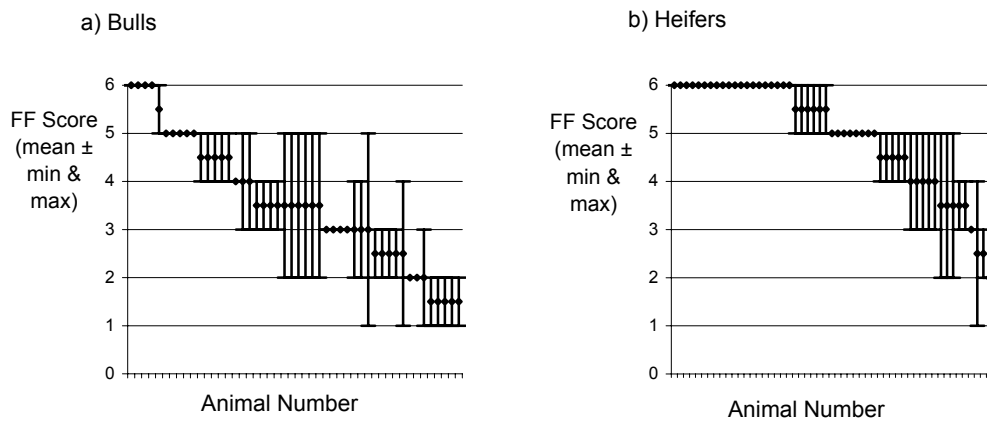 a) Bulls
FF Score
(mean ±
min &
max)
6
5
4
3
2
1
0
Animal Number
b) Heifers
FF Score
(mean ±
min &
max)
6
5
4
3
2
1
0
Animal Number